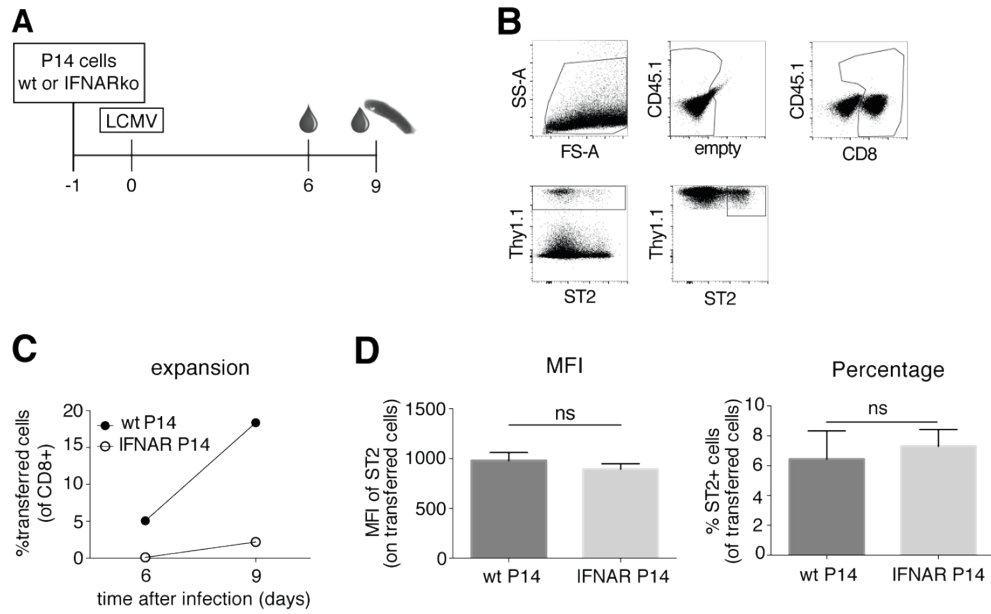 A
P14 cells
wt or IFNARko
LCMV
-1
0
6
9
B
SS-A
FS-A
CD45.1
empty
CD45.1
CD8
Thy1.1
ST2
Thy1.1
ST2
C
expansion
%transferred cells
(of CD8+)
20
15
10
5
0
wt P14
IFNAR P14
6
9
time after infection (days)
D
MFI
MFI of ST2
(on transferred cells)
1500
1000
500
0
ns
wt P14
IFNAR P14
Percentage
% ST2+ cells
(of transferred cells)
10
8
6
4
2
0
ns
wt P14
IFNAR P14